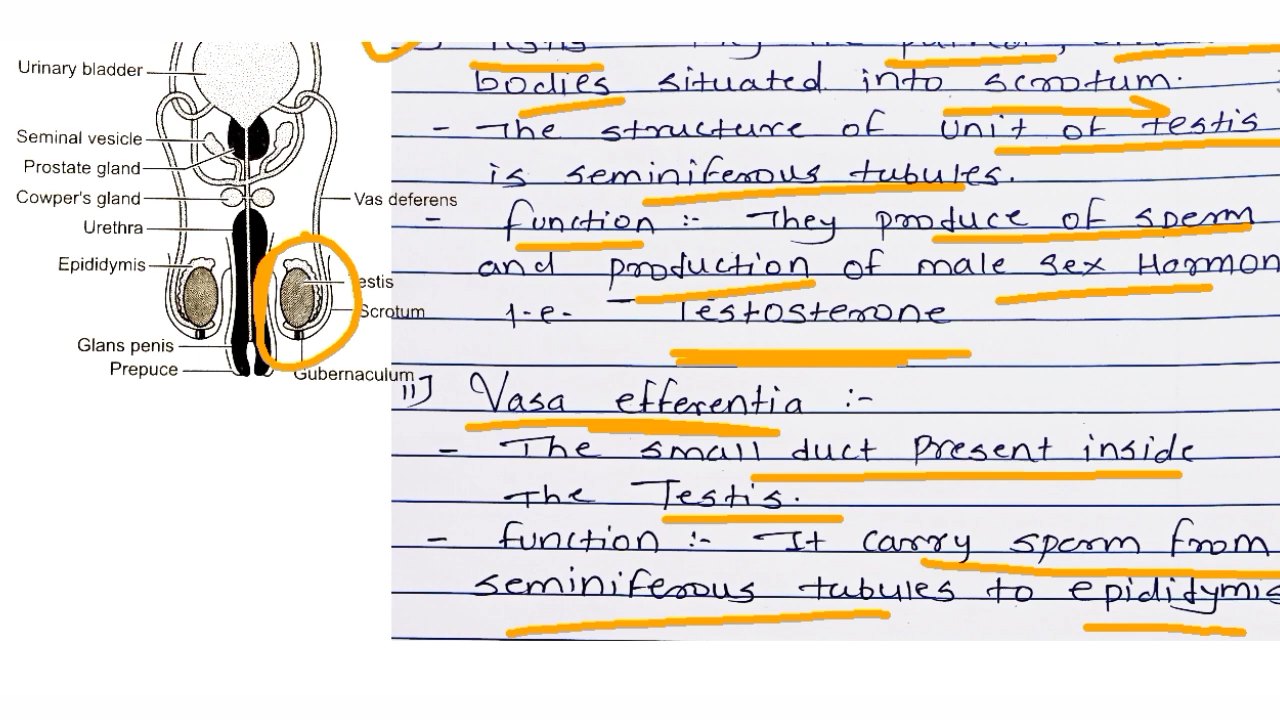 Urinary bladder
Seminal vesicle
Prostate gland
Cowper's gland
Urethra
Epididymis
Glans penis
Prepuce
Vas deferens
estis
Scrotum
Gubernaculum
bodies situated into scrotum.
- The structure of unit of testis
is seminiferous tubules.
- function :- They produce of sperm
and production of male sex Hormon
i.e. Testosterone
II) Vasa efferentia :-
- The small duct present inside
The Testis.
- function :- It carry sperm from
seminiferous tubules to epididymis